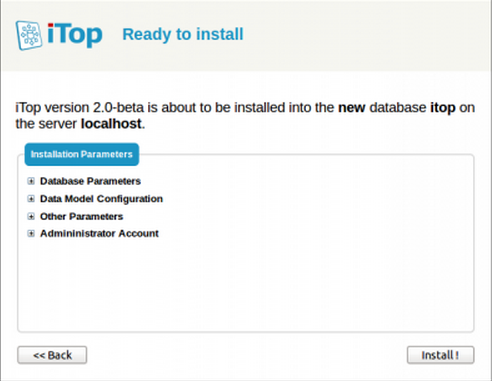 iTop Ready to install
iTop version 2.0-beta is about to be installed into the new database itop on
the server localhost.
Installation Parameters
Database Parameters
Data Model Configuration
Other Parameters
Admininistrator Account
<< Back Install !